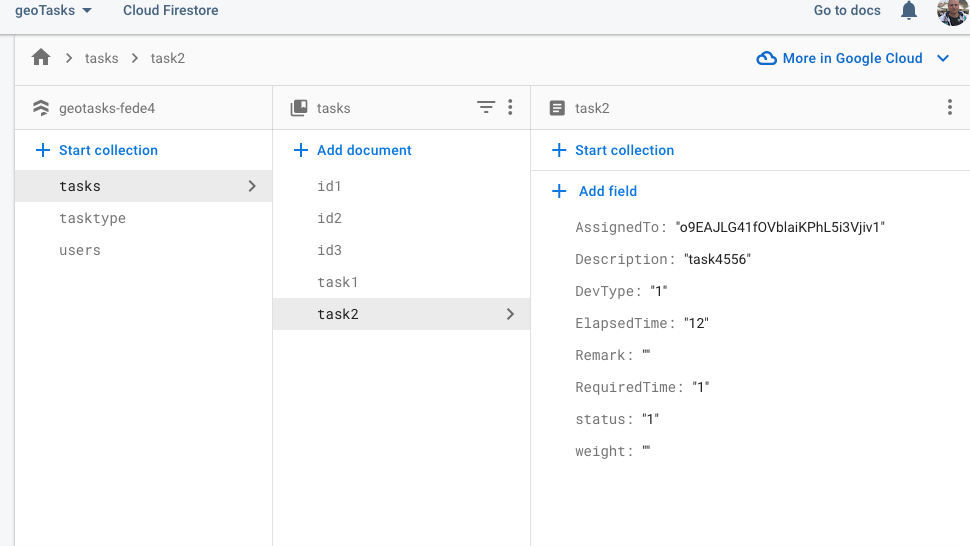 geoTasks Cloud Firestore Go to docs
tasks task2 More in Google Cloud
geotasks-fede4 tasks task2
Start collection Add document Start collection
tasks
tasktype
users
id1
id2
id3
task1
task2
Add field
AssignedTo: "o9EAJLG41fOVblaiKPhL5i3Vjiv1"
Description: "task4556"
DevType: "1"
ElapsedTime: "12"
Remark: ""
RequiredTime: "1"
status: "1"
weight: ""